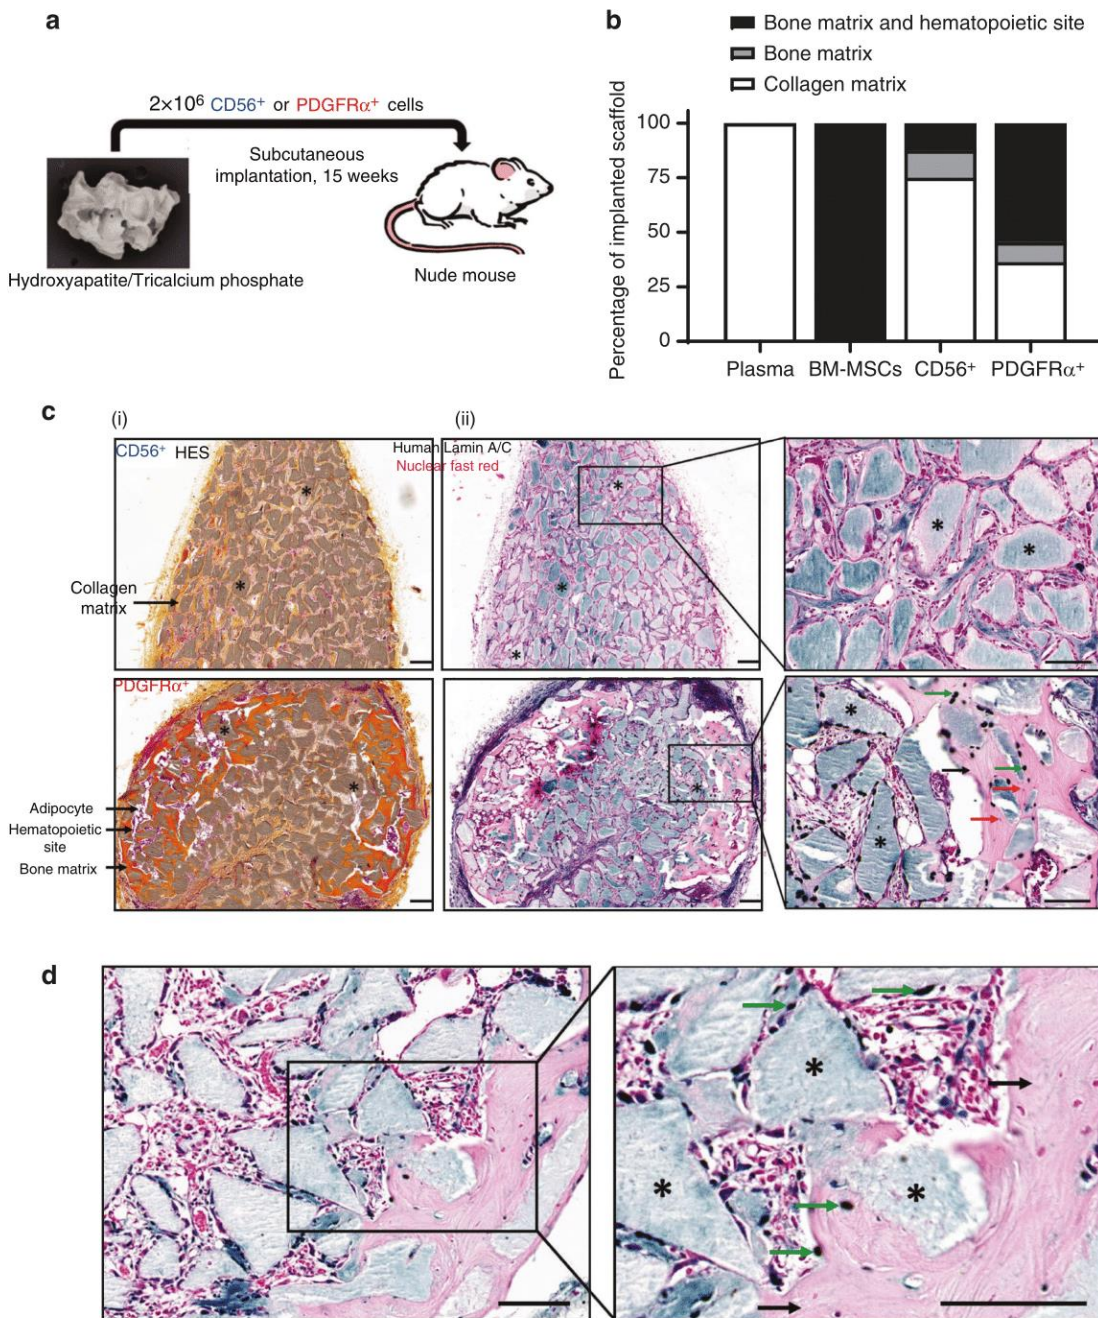 a
2×10⁶ CD56⁺ or PDGFRα⁺ cells
Subcutaneous
implantation, 15 weeks
Hydroxyapatite/Tricalcium phosphate
Nude mouse
b
Bone matrix and hematopoietic site
Bone matrix
Collagen matrix
Percentage of implanted scaffold
100
75
50
25
0
Plasma BM-MSCs CD56⁺ PDGFRα⁺
c
(i)
(ii)
CD56⁺ HES
Human Lamin A/C
Nuclear fast red
*
*
*
*
*
*
*
Collagen
matrix
PDGFRα⁺
*
*
*
*
*
Adipocyte
Hematopoietic
site
Bone matrix
d
*
*
*